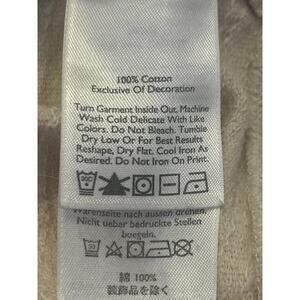 100% Cotton
Exclusive Of Decoration
Turn Garment Inside Out. Machine
Wash Cold Delicate With Like
Colors. Do Not Bleach. Tumble
Dry Low Or For Best Results
Reshape, Dry Flat. Cool Iron As
Desired. Do Not Iron On Print.
30C
Warenseite nach aussen drehen.
Nicht ueber bedruckte Stellen
buegeln.
30
綿 100%
装飾品を除く